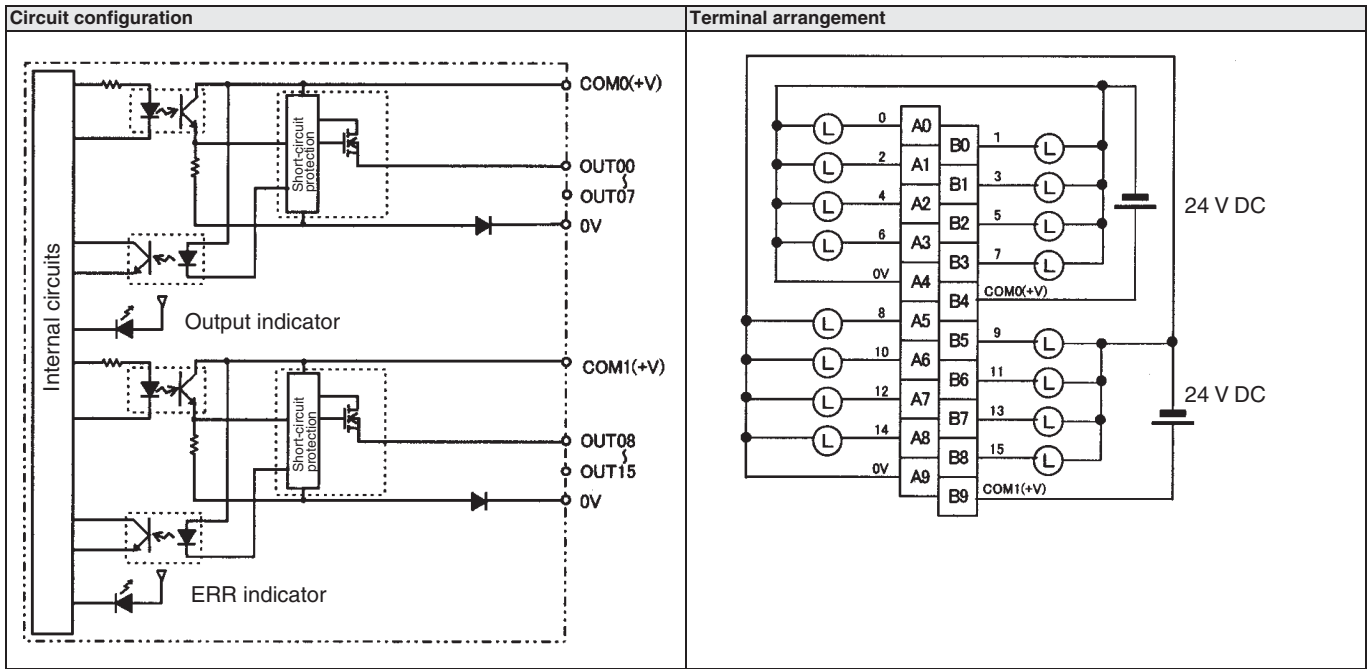 Circuit configuration
Terminal arrangement
Internal circuits
Short-circuit
protection
COM0(+V)
OUT00
OUT07
0V
Output indicator
Short-circuit
protection
COM1(+V)
OUT08
OUT15
0V
ERR indicator
L 0 A0
B0 1 L
L 2 A1
B1 3 L
L 4 A2
B2 5 L
L 6 A3
B3 7 L
0V A4
B4 COM0(+V)
24 V DC
L 8 A5
B5 9 L
L 10 A6
B6 11 L
L 12 A7
B7 13 L
L 14 A8
B8 15 L
0V A9
B9 COM1(+V)
24 V DC